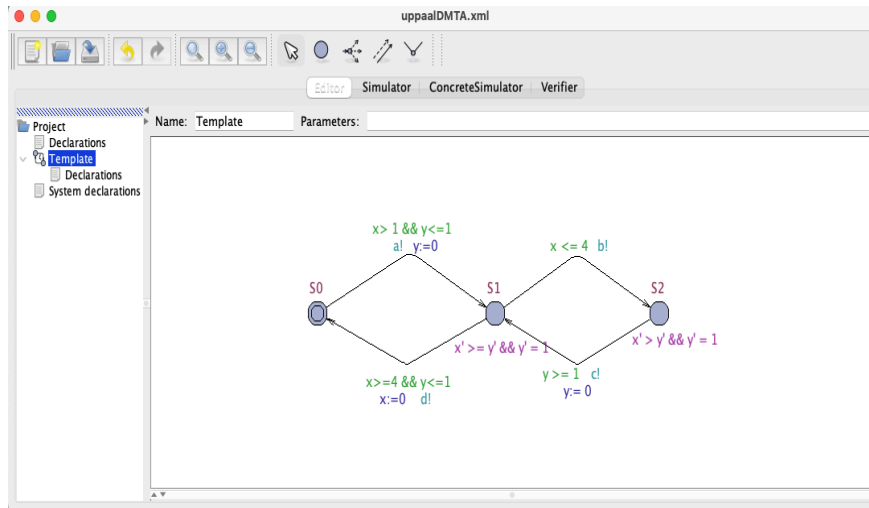 uppaalDMTA.xml
Editor Simulator ConcreteSimulator Verifier
Project
Declarations
Template
Declarations
System declarations
Name: Template Parameters:
x> 1 && y<=1
a! y:=0
x <= 4 b!
S0
S1
S2
x' >= y' && y' = 1
x' > y' && y' = 1
x>=4 && y<=1
x:=0 d!
y >= 1 c!
y:= 0